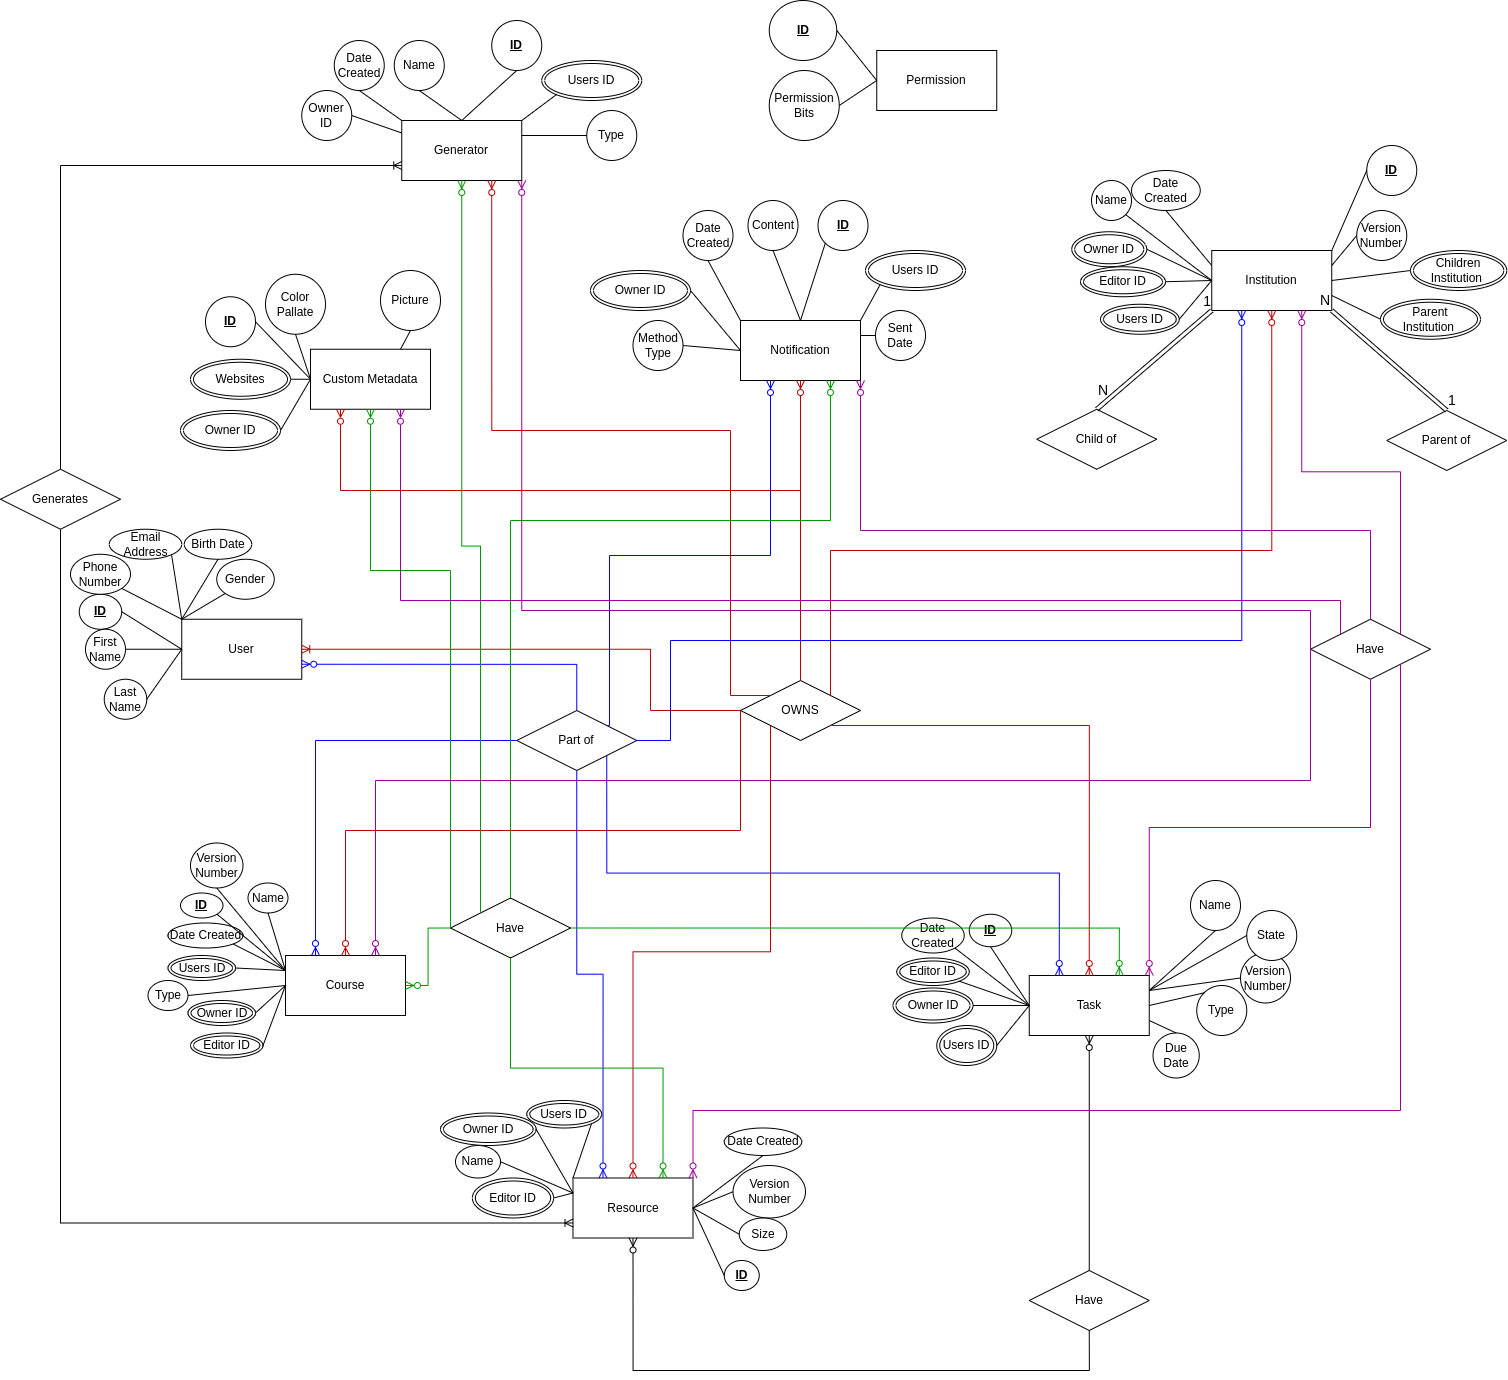 ID
Date
Created
Name
ID
Users ID
Owner
ID
Generator
Type
Permission
Permission
Bits
ID
Name
Date
Created
Version
Number
Owner ID
Editor ID
Users ID
Institution
Children
Institution
Parent
Institution
1
N
N
1
Child of
Parent of
Date
Created
Content
ID
Users ID
Owner ID
Method
Type
Notification
Sent
Date
ID
Color
Pallate
Picture
Websites
Custom Metadata
Owner ID
Generates
Email
Address
Birth Date
Phone
Number
Gender
ID
First
Name
User
Last
Name
Have
OWNS
Part of
Version
Number
ID
Name
Date Created
Users ID
Type
Owner ID
Editor ID
Course
Have
Date
Created
ID
Editor ID
Owner ID
Users ID
Task
Name
State
Version
Number
Type
Due
Date
Users ID
Owner ID
Name
Editor ID
Resource
Date Created
Version
Number
Size
ID
Have